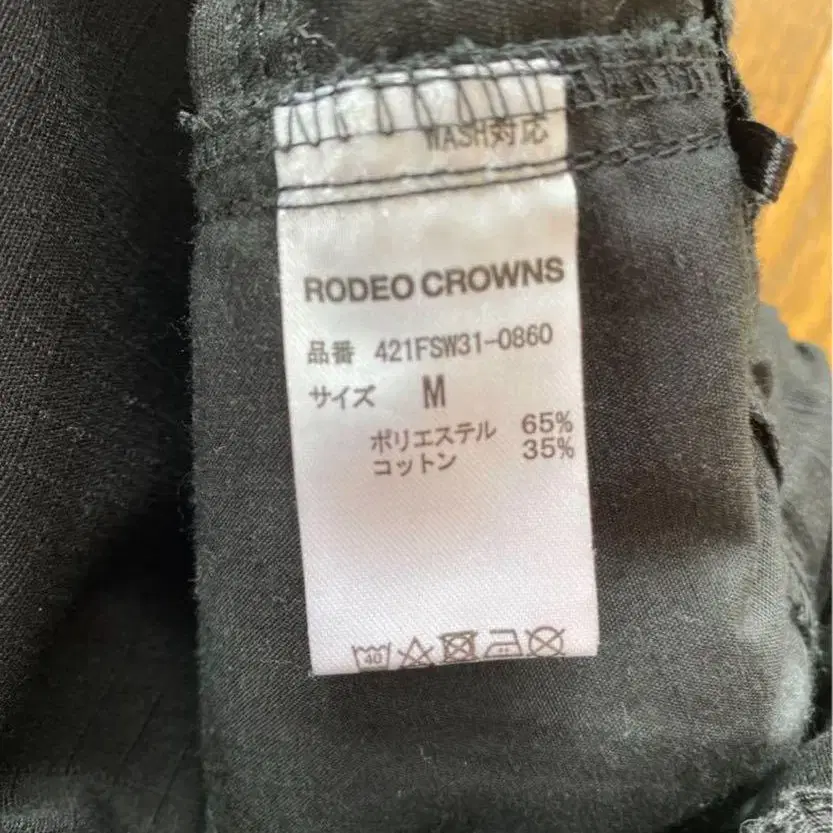 WASH対応
RODEO CROWNS
品番 421FSW31-0860
サイズ M
ポリエステル 65%
コットン 35%
40